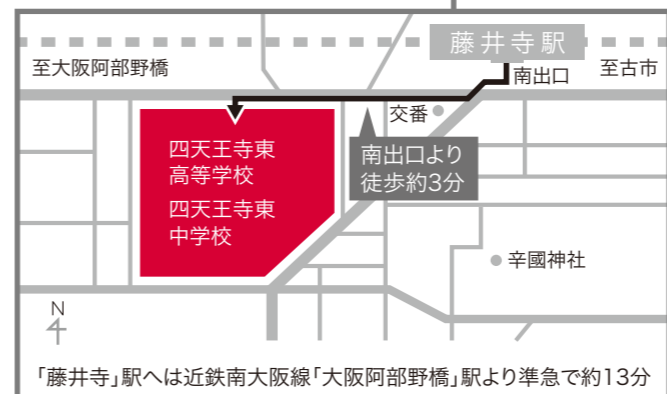 藤井寺駅
至大阪阿部野橋
南出口
至古市
交番
四天王寺東
高等学校
四天王寺東
中学校
南出口より
徒歩約3分
辛國神社
N
「藤井寺」駅へは近鉄南大阪線「大阪阿部野橋」駅より準急で約13分